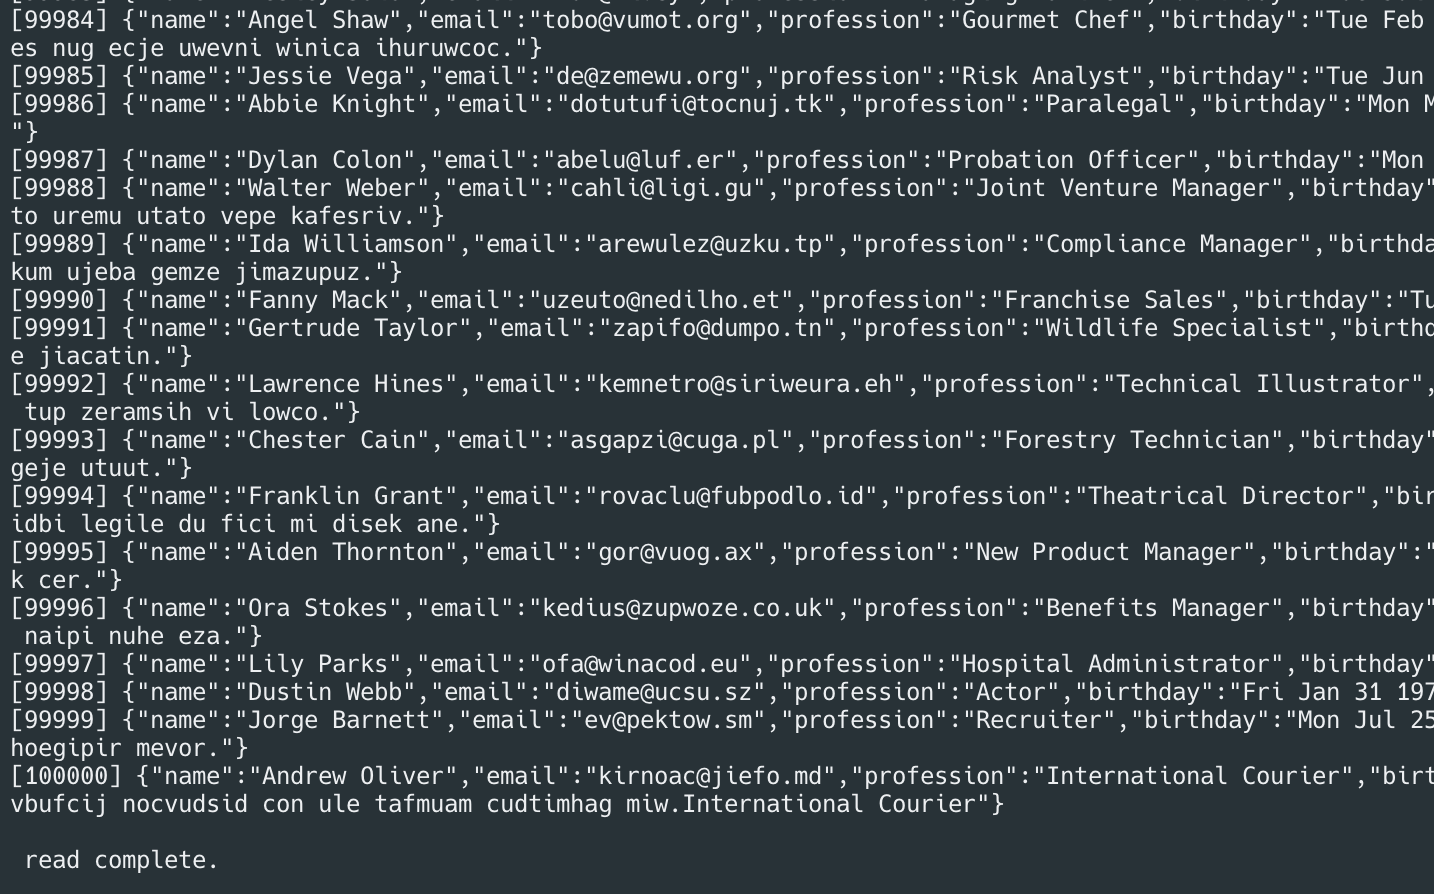 [99984] {"name":"Angel Shaw","email":"tobo@vumot.org","profession":"Gourmet Chef","birthday":"Tue Feb
es nug ecje uwevni winica ihuruwcoc."}
[99985] {"name":"Jessie Vega","email":"de@zemewu.org","profession":"Risk Analyst","birthday":"Tue Jun
[99986] {"name":"Abbie Knight","email":"dotutufi@tocnuj.tk","profession":"Paralegal","birthday":"Mon M
"}
[99987] {"name":"Dylan Colon","email":"abelu@luf.er","profession":"Probation Officer","birthday":"Mon
[99988] {"name":"Walter Weber","email":"cahli@ligi.gu","profession":"Joint Venture Manager","birthday"
to uremu utato vepe kafesriv."}
[99989] {"name":"Ida Williamson","email":"arewulez@uzku.tp","profession":"Compliance Manager","birthda
kum ujeba gemze jimazupuz."}
[99990] {"name":"Fanny Mack","email":"uzeuto@nedilho.et","profession":"Franchise Sales","birthday":"Tu
[99991] {"name":"Gertrude Taylor","email":"zapifo@dumpo.tn","profession":"Wildlife Specialist","birthd
e jiacatin."}
[99992] {"name":"Lawrence Hines","email":"kemnetro@siriweura.eh","profession":"Technical Illustrator",
 tup zeramsih vi lowco."}
[99993] {"name":"Chester Cain","email":"asgapzi@cuga.pl","profession":"Forestry Technician","birthday"
geje utuut."}
[99994] {"name":"Franklin Grant","email":"rovaclu@fubpodlo.id","profession":"Theatrical Director","bir
idbi legile du fici mi disek ane."}
[99995] {"name":"Aiden Thornton","email":"gor@vuog.ax","profession":"New Product Manager","birthday":"
k cer."}
[99996] {"name":"Ora Stokes","email":"kedius@zupwoze.co.uk","profession":"Benefits Manager","birthday"
 naipi nuhe eza."}
[99997] {"name":"Lily Parks","email":"ofa@winacod.eu","profession":"Hospital Administrator","birthday"
[99998] {"name":"Dustin Webb","email":"diwame@ucsu.sz","profession":"Actor","birthday":"Fri Jan 31 197
[99999] {"name":"Jorge Barnett","email":"ev@pektow.sm","profession":"Recruiter","birthday":"Mon Jul 25
hoegipir mevor."}
[100000] {"name":"Andrew Oliver","email":"kirnoac@jiefo.md","profession":"International Courier","birt
vbufcij nocvudsid con ule tafmuam cudtimhag miw.International Courier"}
 read complete.